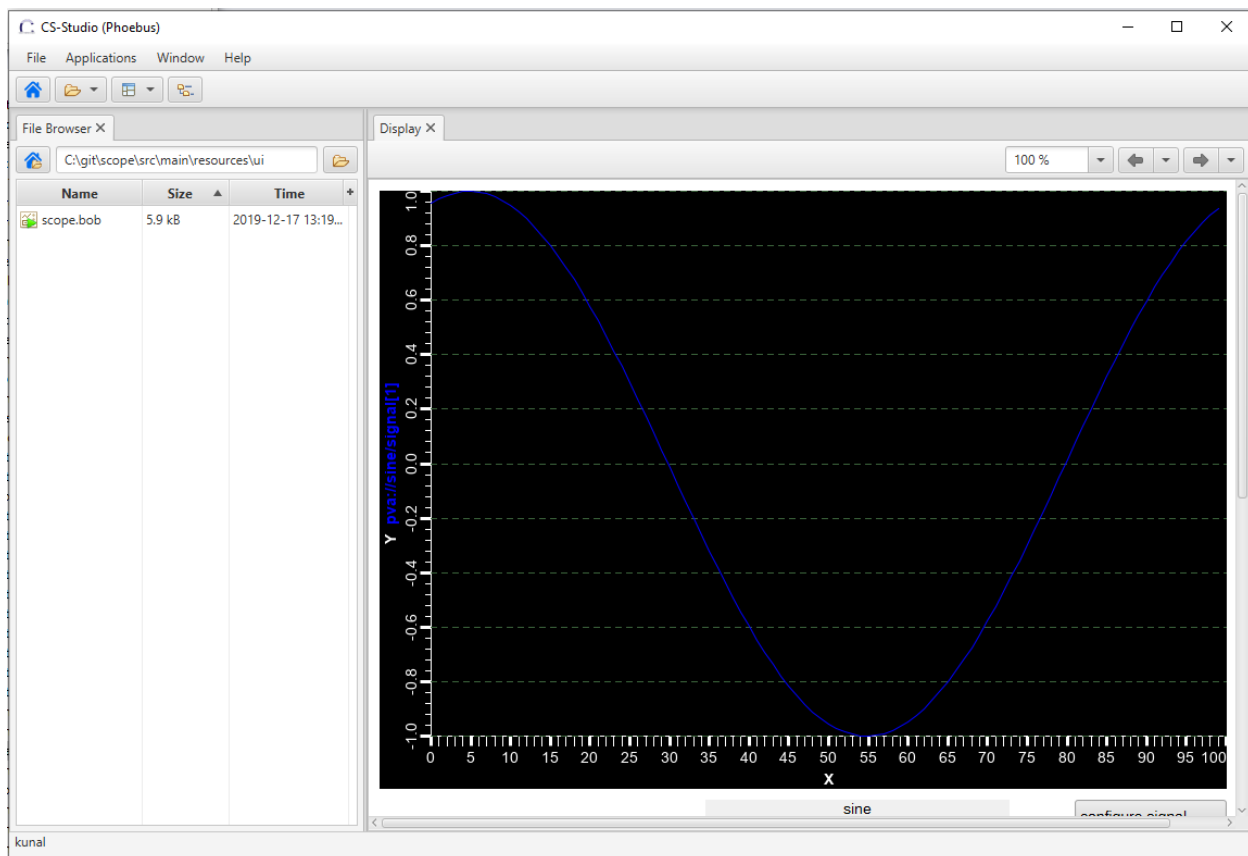 CS-Studio (Phoebus)
File Applications Window Help
File Browser
Display
C:\git\scope\src\main\resources\ui
100 %
Name Size Time
scope.bob 5.9 kB 2019-12-17 13:19...
1.0
0.8
0.6
0.4
0.2
0.0
-0.2
-0.4
-0.6
-0.8
-1.0
Y pva://sine/signal[1]
0 5 10 15 20 25 30 35 40 45 50 55 60 65 70 75 80 85 90 95 100
X
sine
configure signal
kunal